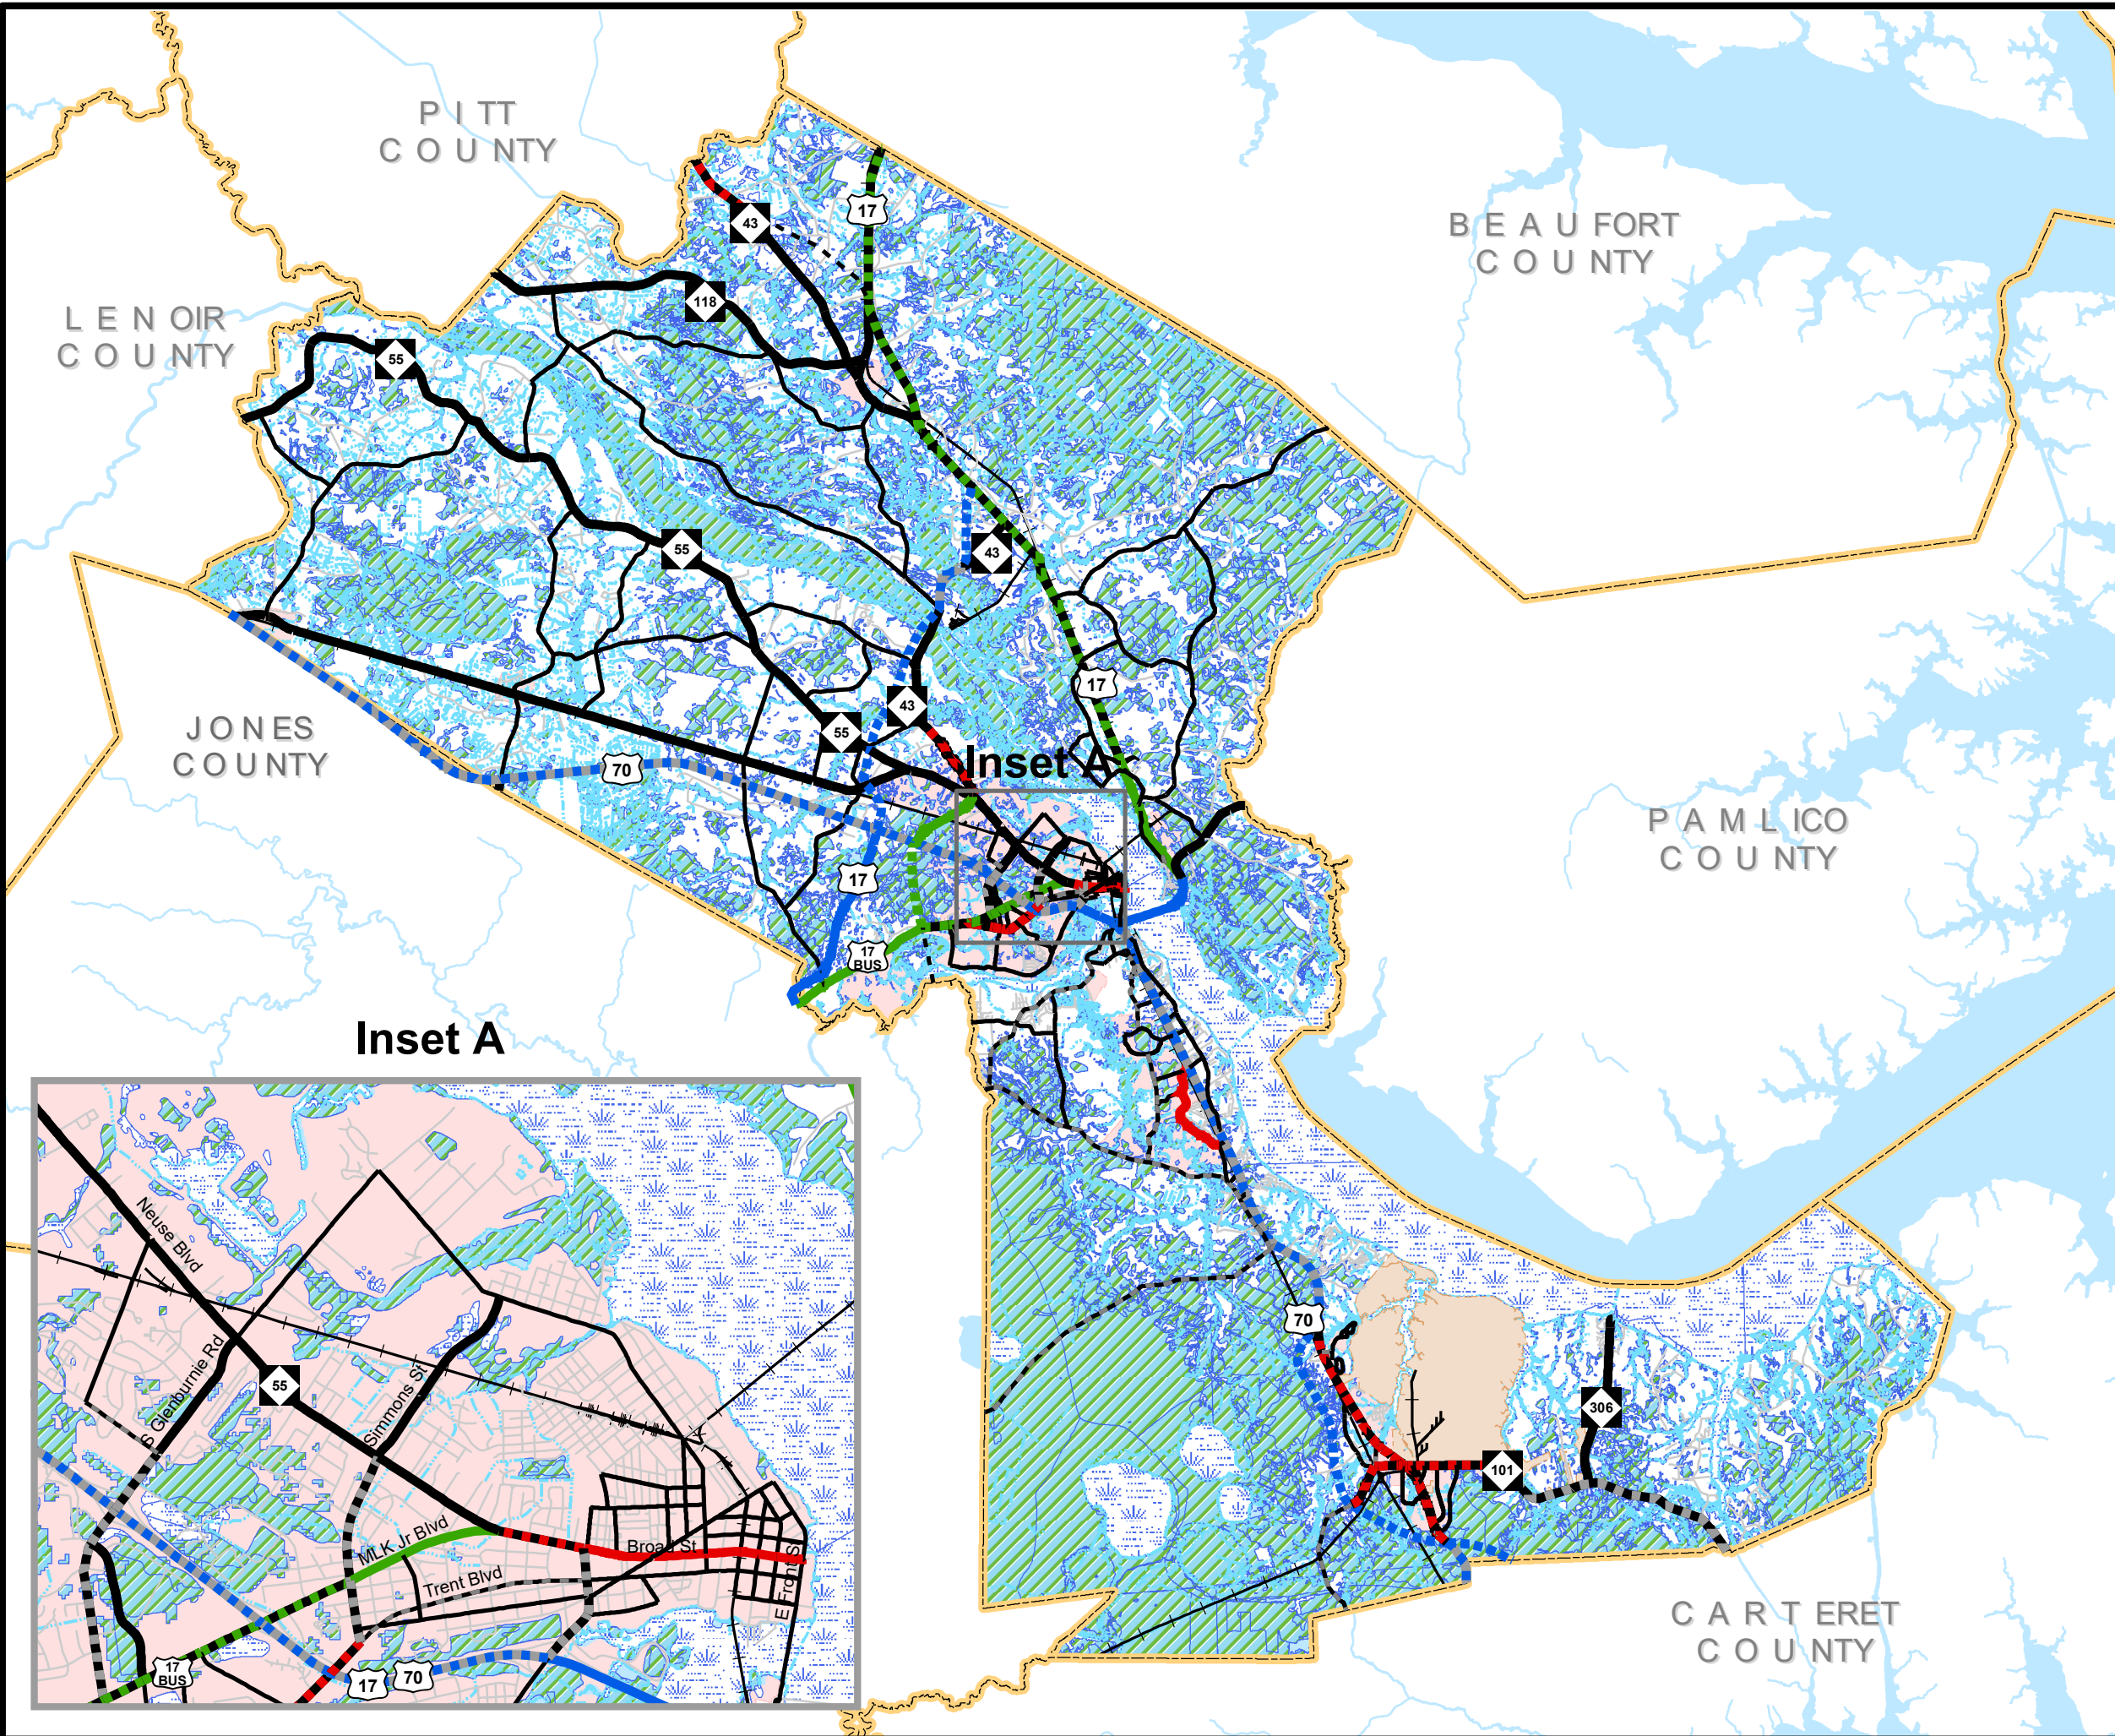 PITT
COUNTY
17
43
BEAUFORT
COUNTY
118
LENOIR
COUNTY
55
55
43
17
43
JONES
COUNTY
55
Inset A
70
PAMLICO
COUNTY
17
17
BUS
Inset A
Neuse Blvd
S Glenburnie Rd
55
Simmons St
MLK Jr Blvd
Broad St
Trent Blvd
E Front St
17
BUS
17
70
70
306
101
CARTERET
COUNTY